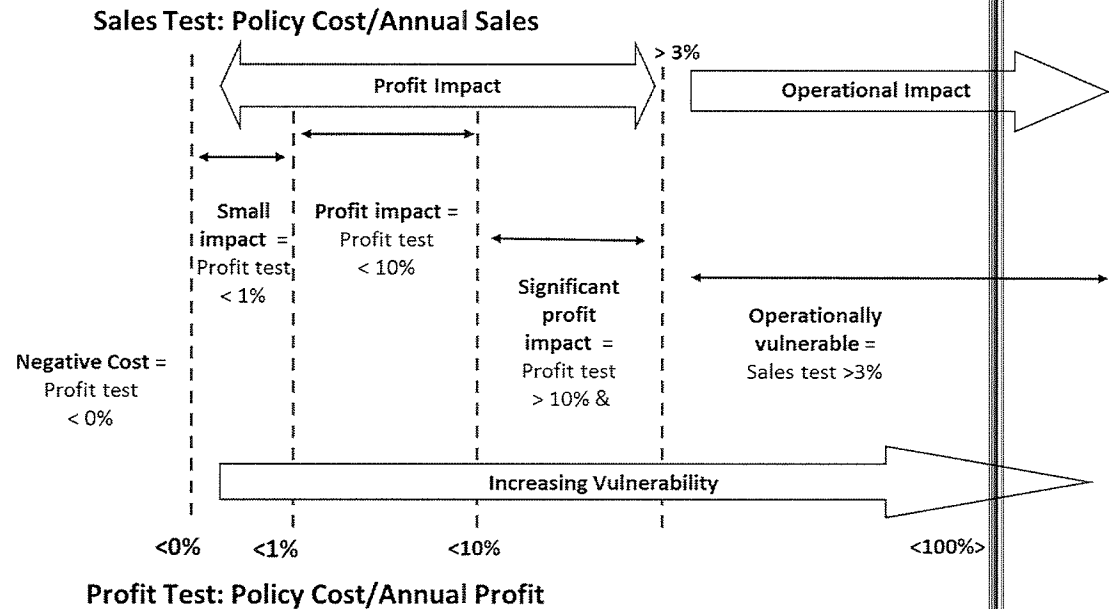 Sales Test: Policy Cost/Annual Sales
> 3%
Profit Impact
Operational Impact
Small
impact =
Profit test
< 1%
Profit impact =
Profit test
< 10%
Significant
profit
impact =
Profit test
> 10% &
Operationally
vulnerable =
Sales test >3%
Negative Cost =
Profit test
< 0%
Increasing Vulnerability
<0%
<1%
<10%
<100%>
Profit Test: Policy Cost/Annual Profit